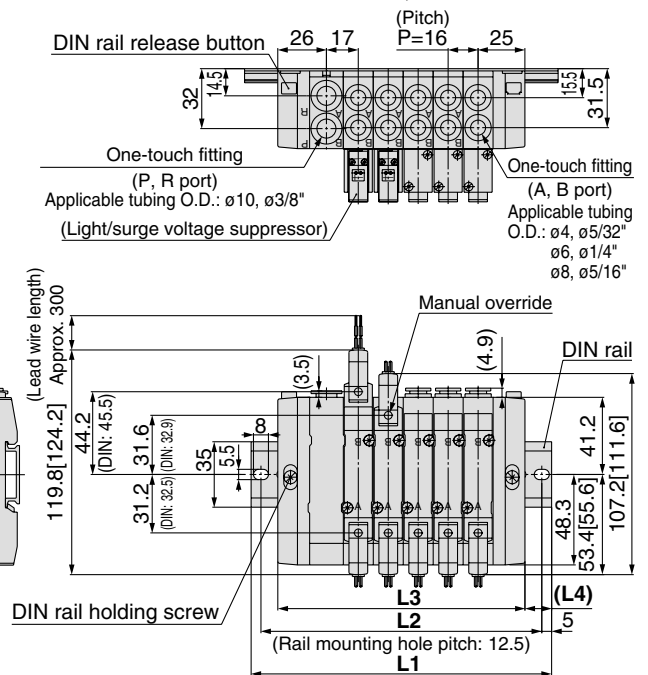 (Pitch)
26 17 P=16 25
DIN rail release button
32
14.5
15.5
31.5
R
P
A A A A A
B B B B B
One-touch fitting
(P, R port)
Applicable tubing O.D.: ø10, ø3/8"
(Light/surge voltage suppressor)
One-touch fitting
(A, B port)
Applicable tubing
O.D.: ø4, ø5/32"
ø6, ø1/4"
ø8, ø5/16"
(Lead wire length)
Approx. 300
Manual override
DIN rail
(3.5)
(4.9)
119.8[124.2]
44.2
(DIN: 45.5)
31.6
(DIN: 32.9)
8
35
5.5
31.2
(DIN: 32.5)
B B B B
A A A A A
41.2
48.3
53.4[55.6]
107.2[111.6]
DIN rail holding screw
L3
(L4)
L2
5
(Rail mounting hole pitch: 12.5)
L1